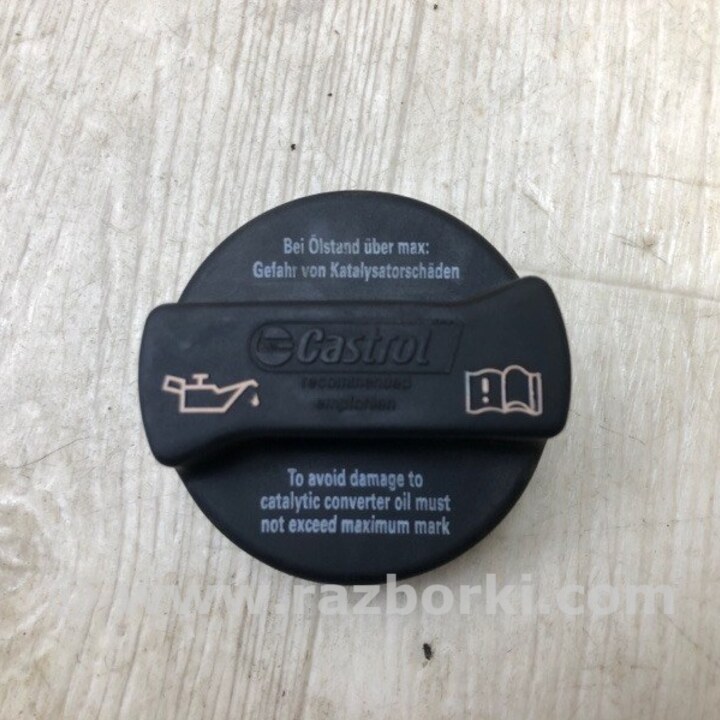 Bei Ölstand über max:
Gefahr von Katalysatorschäden
Castrol
recommended
empfohlen
To avoid damage to
catalytic converter oil must
not exceed maximum mark
www.razborki.com